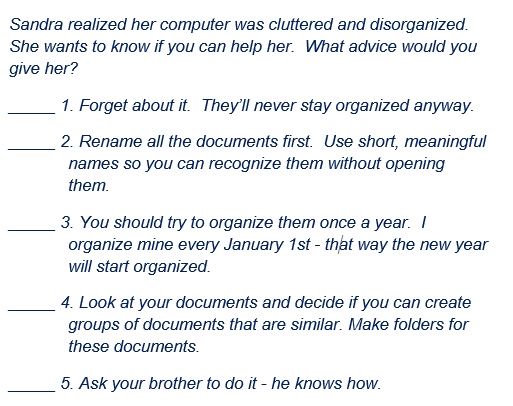 Sandra realized her computer was cluttered and disorganized.
She wants to know if you can help her.  What advice would you
give her?
_____ 1. Forget about it.  They’ll never stay organized anyway.
_____ 2. Rename all the documents first.  Use short, meaningful
names so you can recognize them without opening
them.
_____ 3. You should try to organize them once a year.  I
organize mine every January 1st - that way the new year
will start organized.
_____ 4. Look at your documents and decide if you can create
groups of documents that are similar. Make folders for
these documents.
_____ 5. Ask your brother to do it - he knows how.